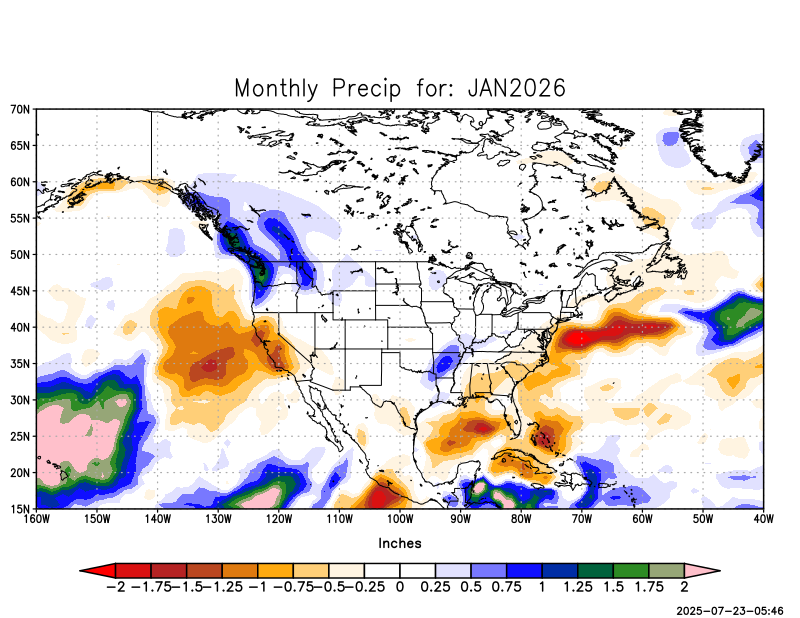 Monthly Precip for: JAN2026
70N
65N
60N
55N
50N
45N
40N
35N
30N
25N
20N
15N
160W 150W 140W 130W 120W 110W 100W 90W 80W 70W 60W 50W 40W
Inches
-2 -1.75 -1.5 -1.25 -1 -0.75 -0.5 -0.25 0 0.25 0.5 0.75 1 1.25 1.5 1.75 2
2025-07-23-05:46